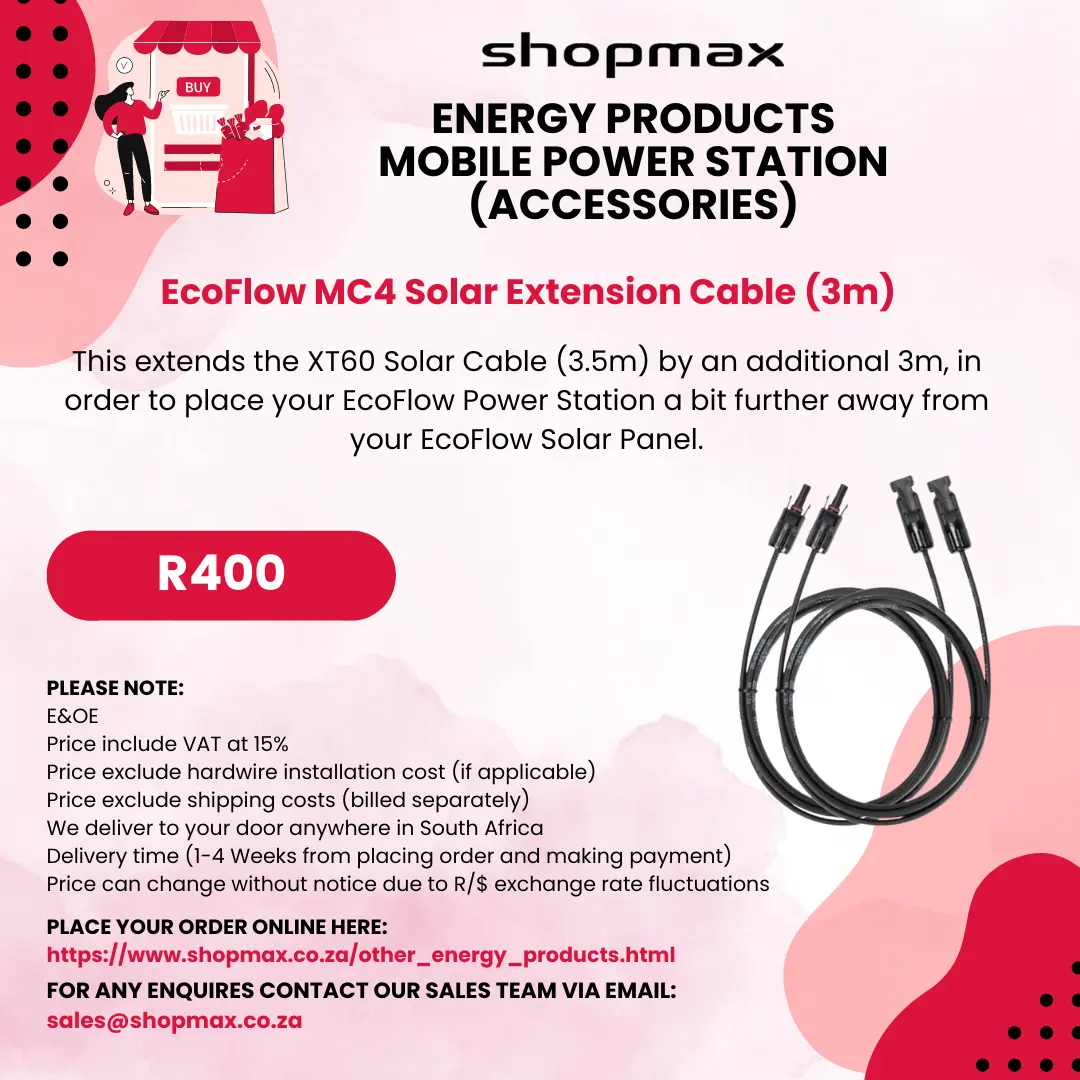 BUY
shopmax
ENERGY PRODUCTS
MOBILE POWER STATION
(ACCESSORIES)
EcoFlow MC4 Solar Extension Cable (3m)
This extends the XT60 Solar Cable (3.5m) by an additional 3m, in
order to place your EcoFlow Power Station a bit further away from
your EcoFlow Solar Panel.
R400
PLEASE NOTE:
E&OE
Price include VAT at 15%
Price exclude hardwire installation cost (if applicable)
Price exclude shipping costs (billed separately)
We deliver to your door anywhere in South Africa
Delivery time (1-4 Weeks from placing order and making payment)
Price can change without notice due to R/$ exchange rate fluctuations
PLACE YOUR ORDER ONLINE HERE:
https://www.shopmax.co.za/other_energy_products.html
FOR ANY ENQUIRES CONTACT OUR SALES TEAM VIA EMAIL:
sales@shopmax.co.za